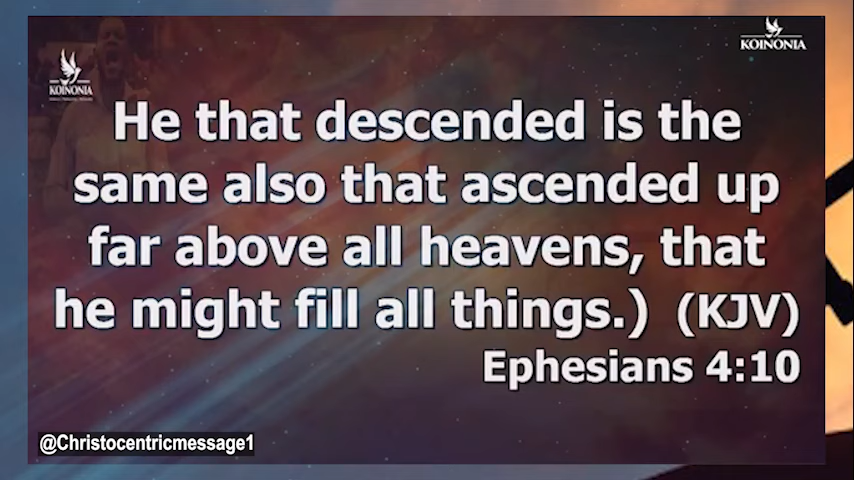 KOINONIA
KOINONIA
He that descended is the
same also that ascended up
far above all heavens, that
he might fill all things.) (KJV)
Ephesians 4:10
@Christocentricmessage1